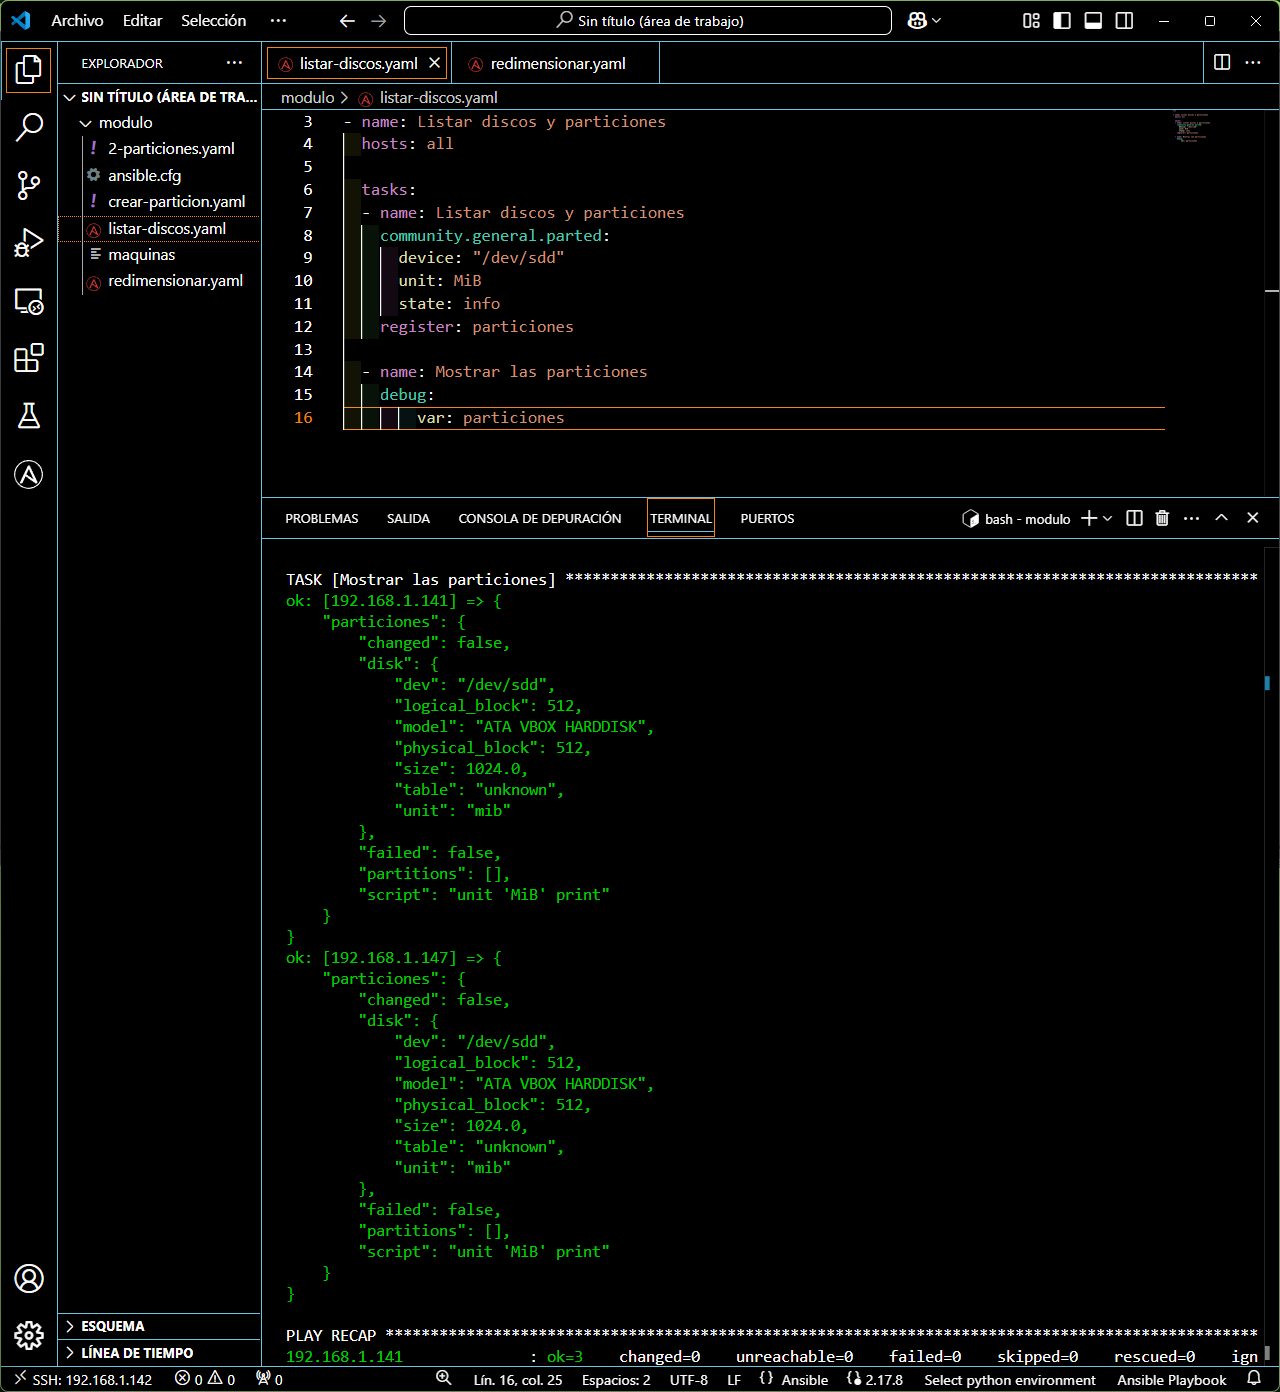 Archivo Editar Selección ··· Sin título (área de trabajo)
EXPLORADOR ···
SIN TÍTULO (ÁREA DE TRA...
modulo
2-particiones.yaml
ansible.cfg
crear-particion.yaml
listar-discos.yaml
maquinas
redimensionar.yaml
ESQUEMA
LÍNEA DE TIEMPO
listar-discos.yaml redimensionar.yaml
modulo > listar-discos.yaml
3 - name: Listar discos y particiones
4 hosts: all
5
6 tasks:
7 - name: Listar discos y particiones
8 community.general.parted:
9 device: "/dev/sdd"
10 unit: MiB
11 state: info
12 register: particiones
13
14 - name: Mostrar las particiones
15 debug:
16 var: particiones
PROBLEMAS SALIDA CONSOLA DE DEPURACIÓN TERMINAL PUERTOS bash - modulo
TASK [Mostrar las particiones] *****************************************************************************
ok: [192.168.1.141] => {
"particiones": {
"changed": false,
"disk": {
"dev": "/dev/sdd",
"logical_block": 512,
"model": "ATA VBOX HARDDISK",
"physical_block": 512,
"size": 1024.0,
"table": "unknown",
"unit": "mib"
},
"failed": false,
"partitions": [],
"script": "unit 'MiB' print"
}
}
ok: [192.168.1.147] => {
"particiones": {
"changed": false,
"disk": {
"dev": "/dev/sdd",
"logical_block": 512,
"model": "ATA VBOX HARDDISK",
"physical_block": 512,
"size": 1024.0,
"table": "unknown",
"unit": "mib"
},
"failed": false,
"partitions": [],
"script": "unit 'MiB' print"
}
}
PLAY RECAP *************************************************************************************************
192.168.1.141 : ok=3 changed=0 unreachable=0 failed=0 skipped=0 rescued=0 ign
SSH: 192.168.1.142 0 0 0 Lín. 16, col. 25 Espacios: 2 UTF-8 LF Ansible 2.17.8 Select python environment Ansible Playbook